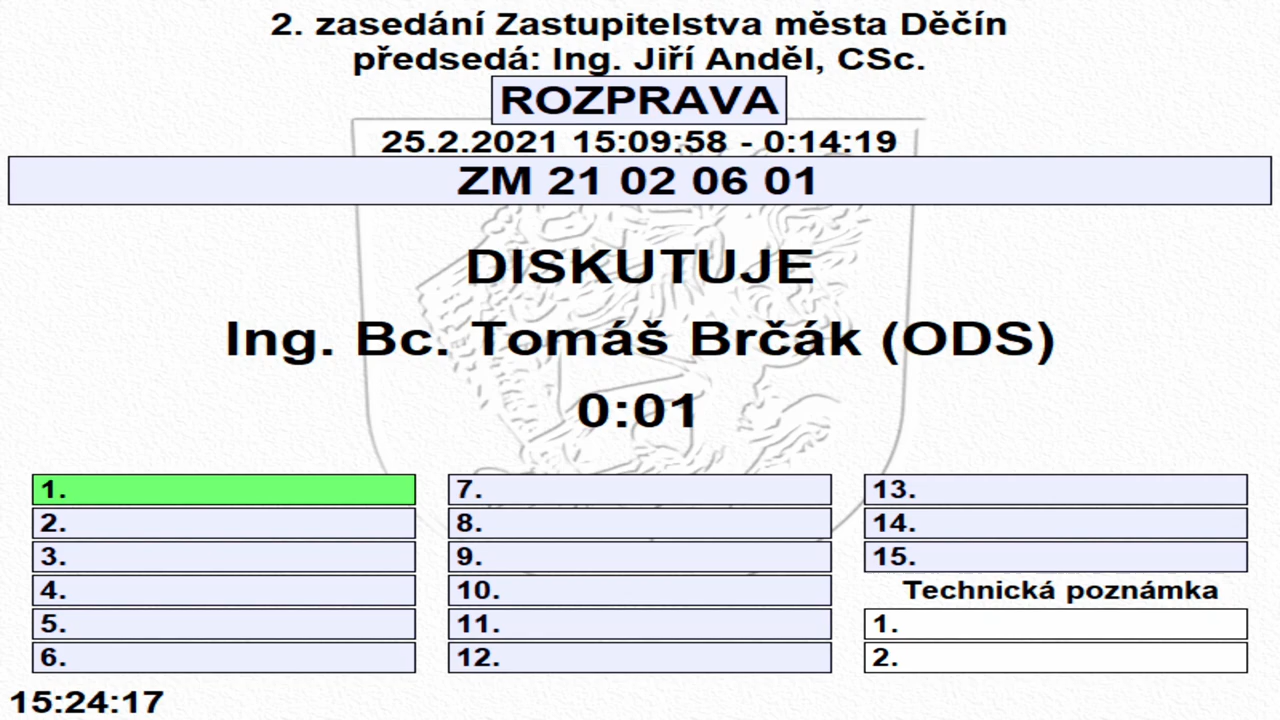 2. zasedání Zastupitelstva města Děčín
předsedá: Ing. Jiří Anděl, CSc.
ROZPRAVA
25.2.2021 15:09:58 - 0:14:19
ZM 21 02 06 01
DISKUTUJE
Ing. Bc. Tomáš Brčák (ODS)
0:01
1.
2.
3.
4.
5.
6.
7.
8.
9.
10.
11.
12.
13.
14.
15.
Technická poznámka
1.
2.
15:24:17